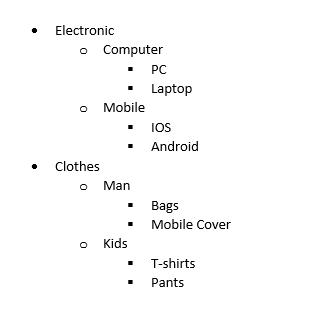 • Electronic
o Computer
▪ PC
▪ Laptop
o Mobile
▪ IOS
▪ Android
• Clothes
o Man
▪ Bags
▪ Mobile Cover
o Kids
▪ T-shirts
▪ Pants